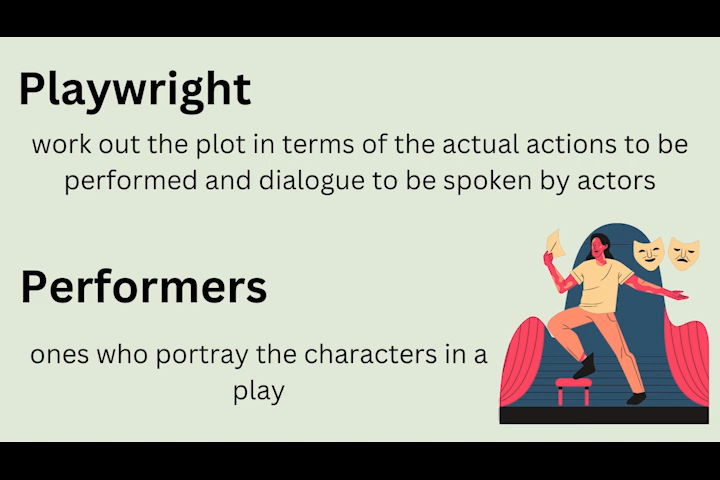 Playwright
work out the plot in terms of the actual actions to be
performed and dialogue to be spoken by actors
Performers
ones who portray the characters in a
play